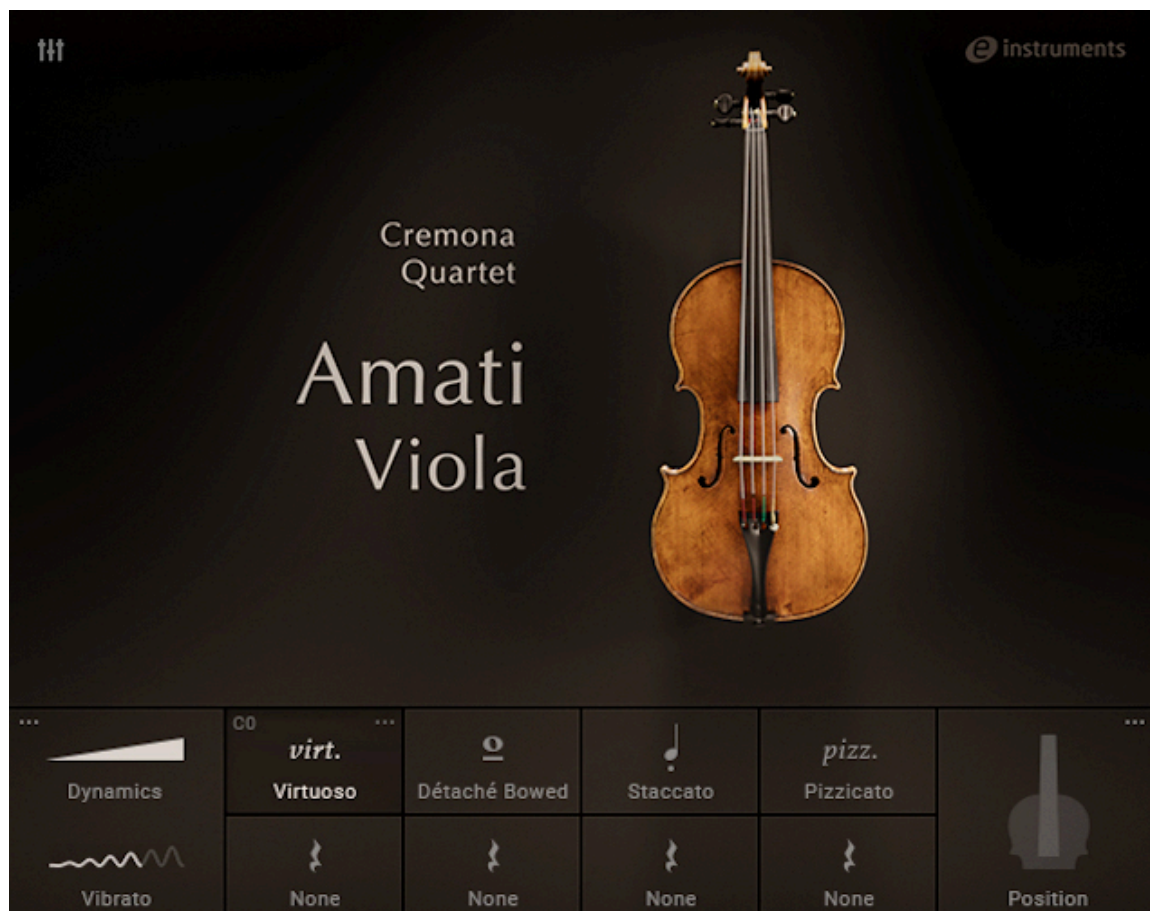 e instruments
Cremona
Quartet
Amati
Viola
Dynamics
Vibrato
C0
virt.
Virtuoso
Détaché Bowed
Staccato
pizz.
Pizzicato
None
None
None
None
Position